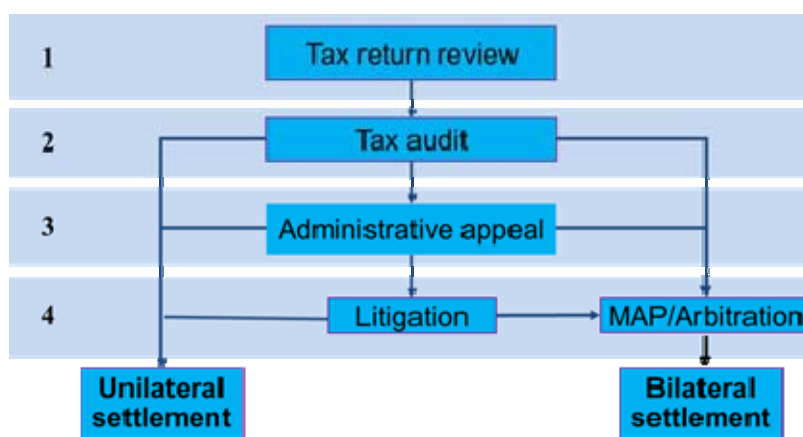 1
Tax return review
2
Tax audit
3
Administrative appeal
4
Litigation
MAP/Arbitration
Unilateral
settlement
Bilateral
settlement